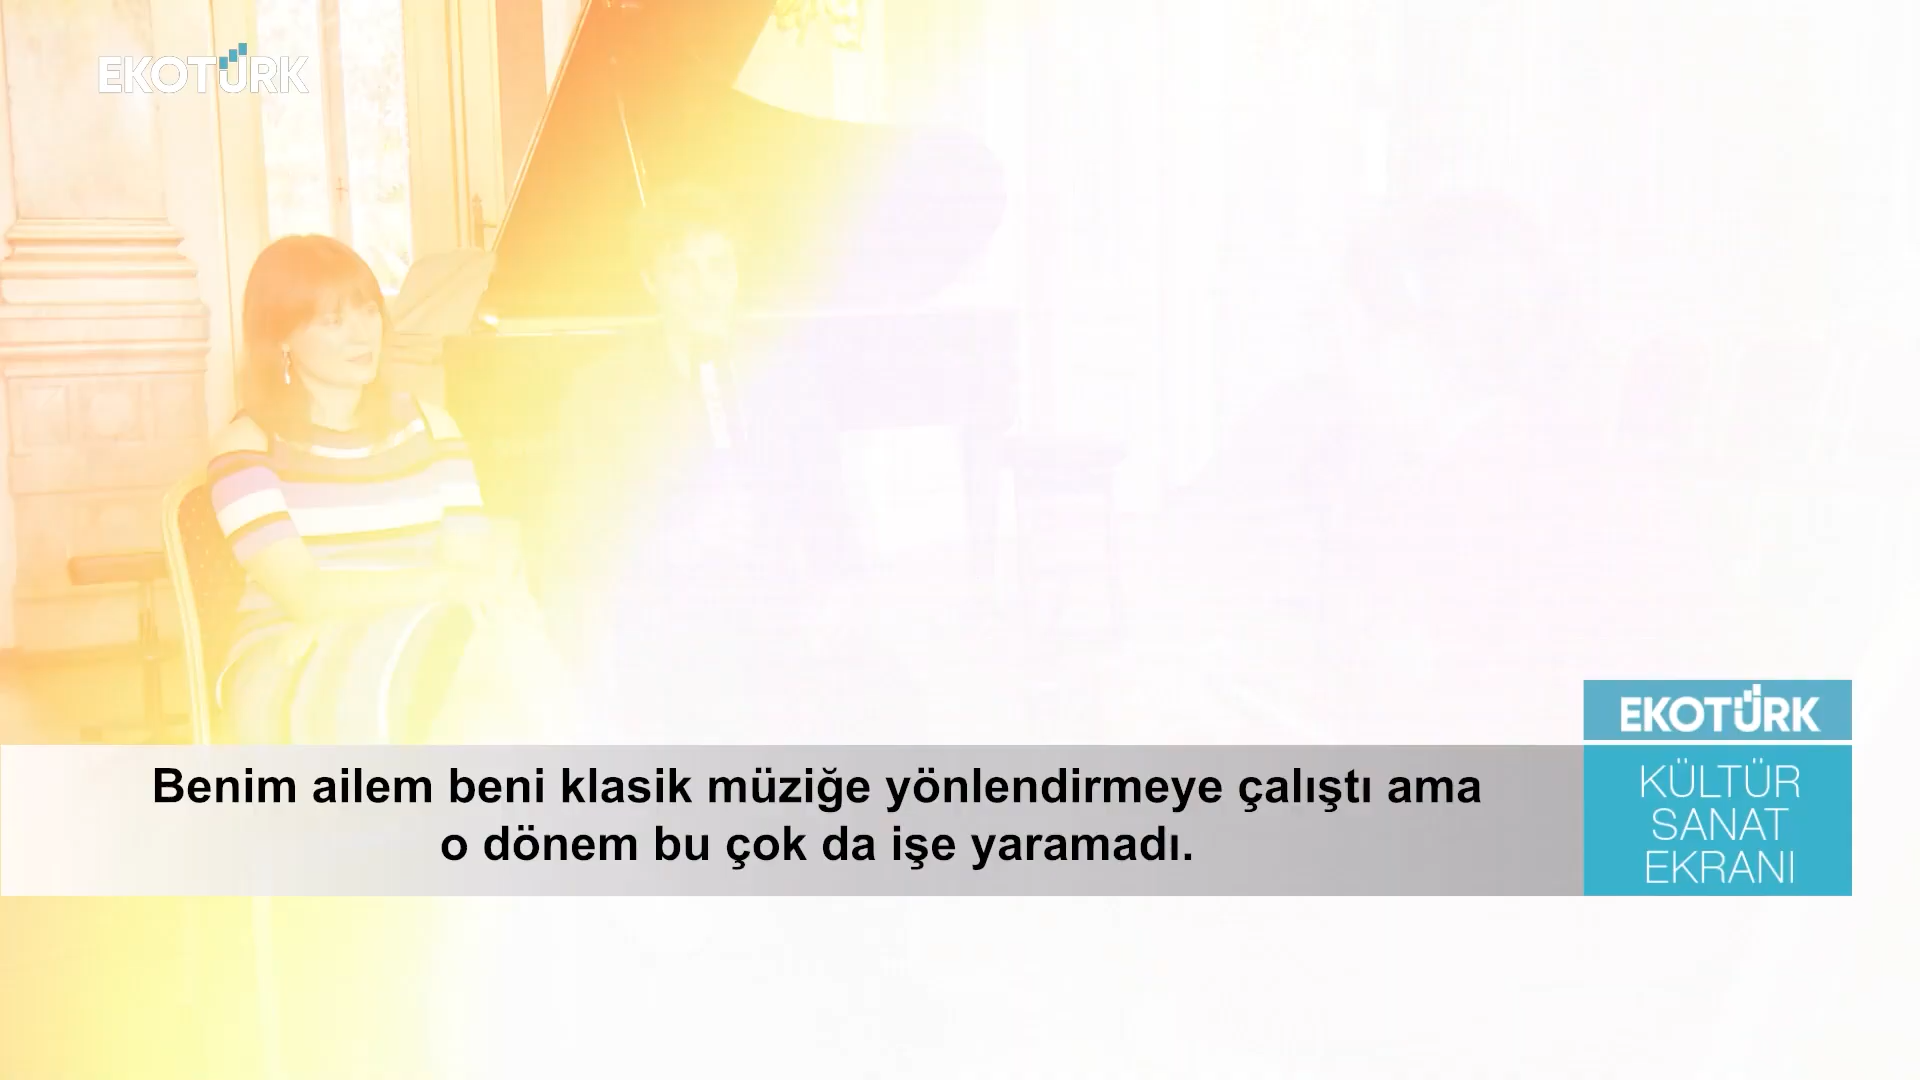 EKOTÜRK
EKOTÜRK
Benim ailem beni klasik müziğe yönlendirmeye çalıştı ama
o dönem bu çok da işe yaramadı.
KÜLTÜR
SANAT
EKRANI